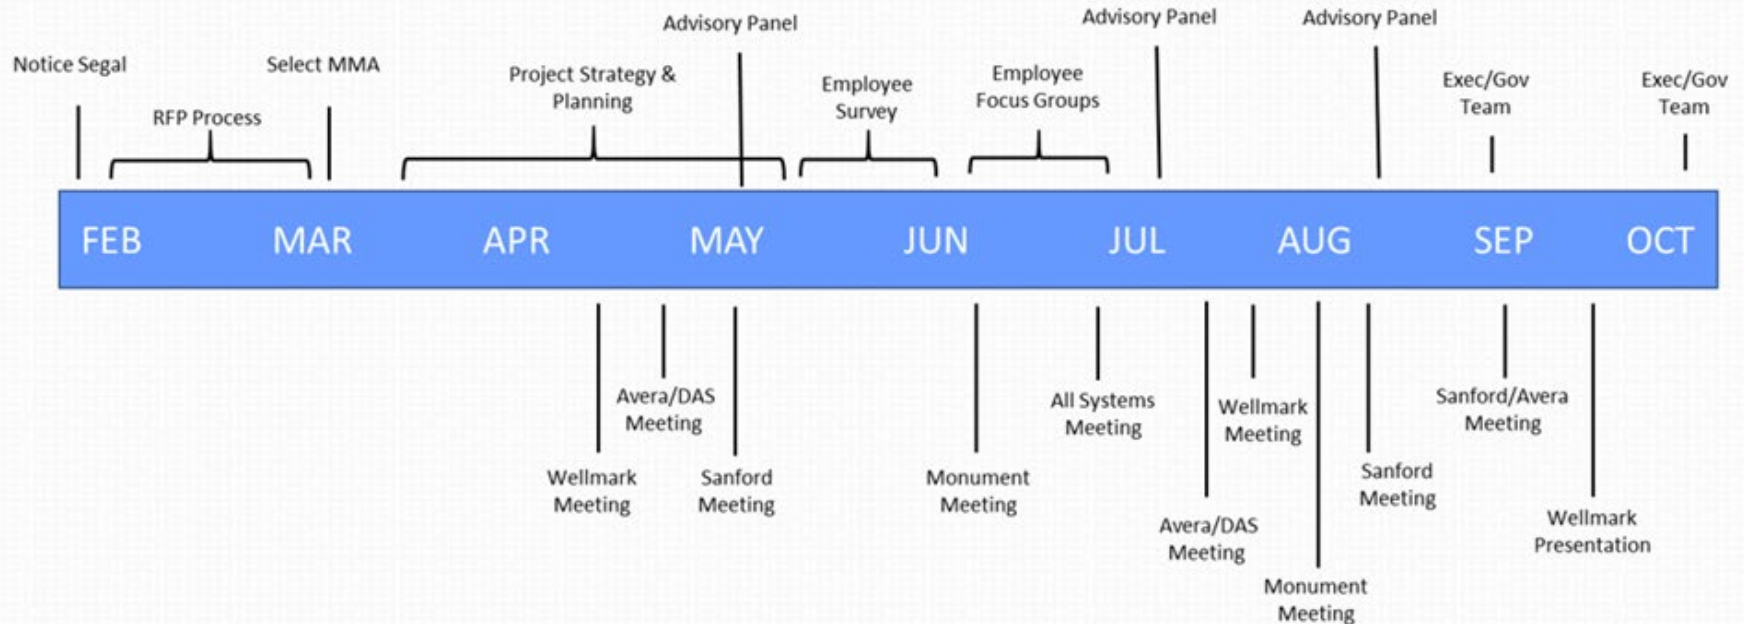 Notice Segal
RFP Process
Select MMA
Project Strategy &
Planning
Advisory Panel
Employee
Survey
Employee
Focus Groups
Advisory Panel
Advisory Panel
Exec/Gov
Team
Exec/Gov
Team
FEB MAR APR MAY JUN JUL AUG SEP OCT
Wellmark
Meeting
Avera/DAS
Meeting
Sanford
Meeting
Monument
Meeting
All Systems
Meeting
Avera/DAS
Meeting
Wellmark
Meeting
Monument
Meeting
Sanford
Meeting
Sanford/Avera
Meeting
Wellmark
Presentation